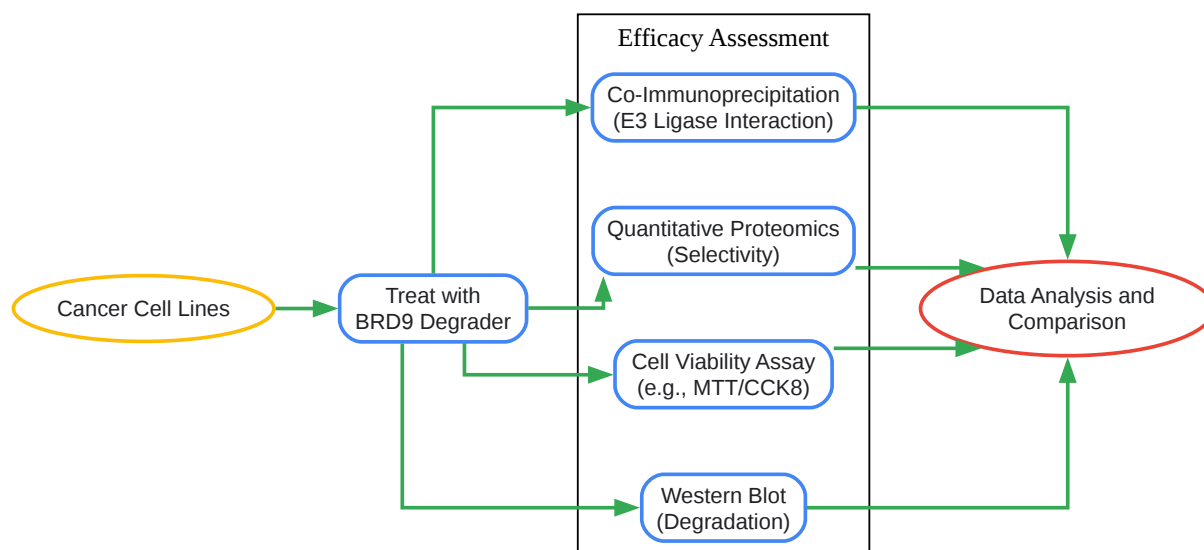 Efficacy Assessment
Co-Immunoprecipitation
(E3 Ligase Interaction)
Quantitative Proteomics
(Selectivity)
Cancer Cell Lines
Treat with
BRD9 Degrader
Data Analysis and
Comparison
Cell Viability Assay
(e.g., MTT/CCK8)
Western Blot
(Degradation)